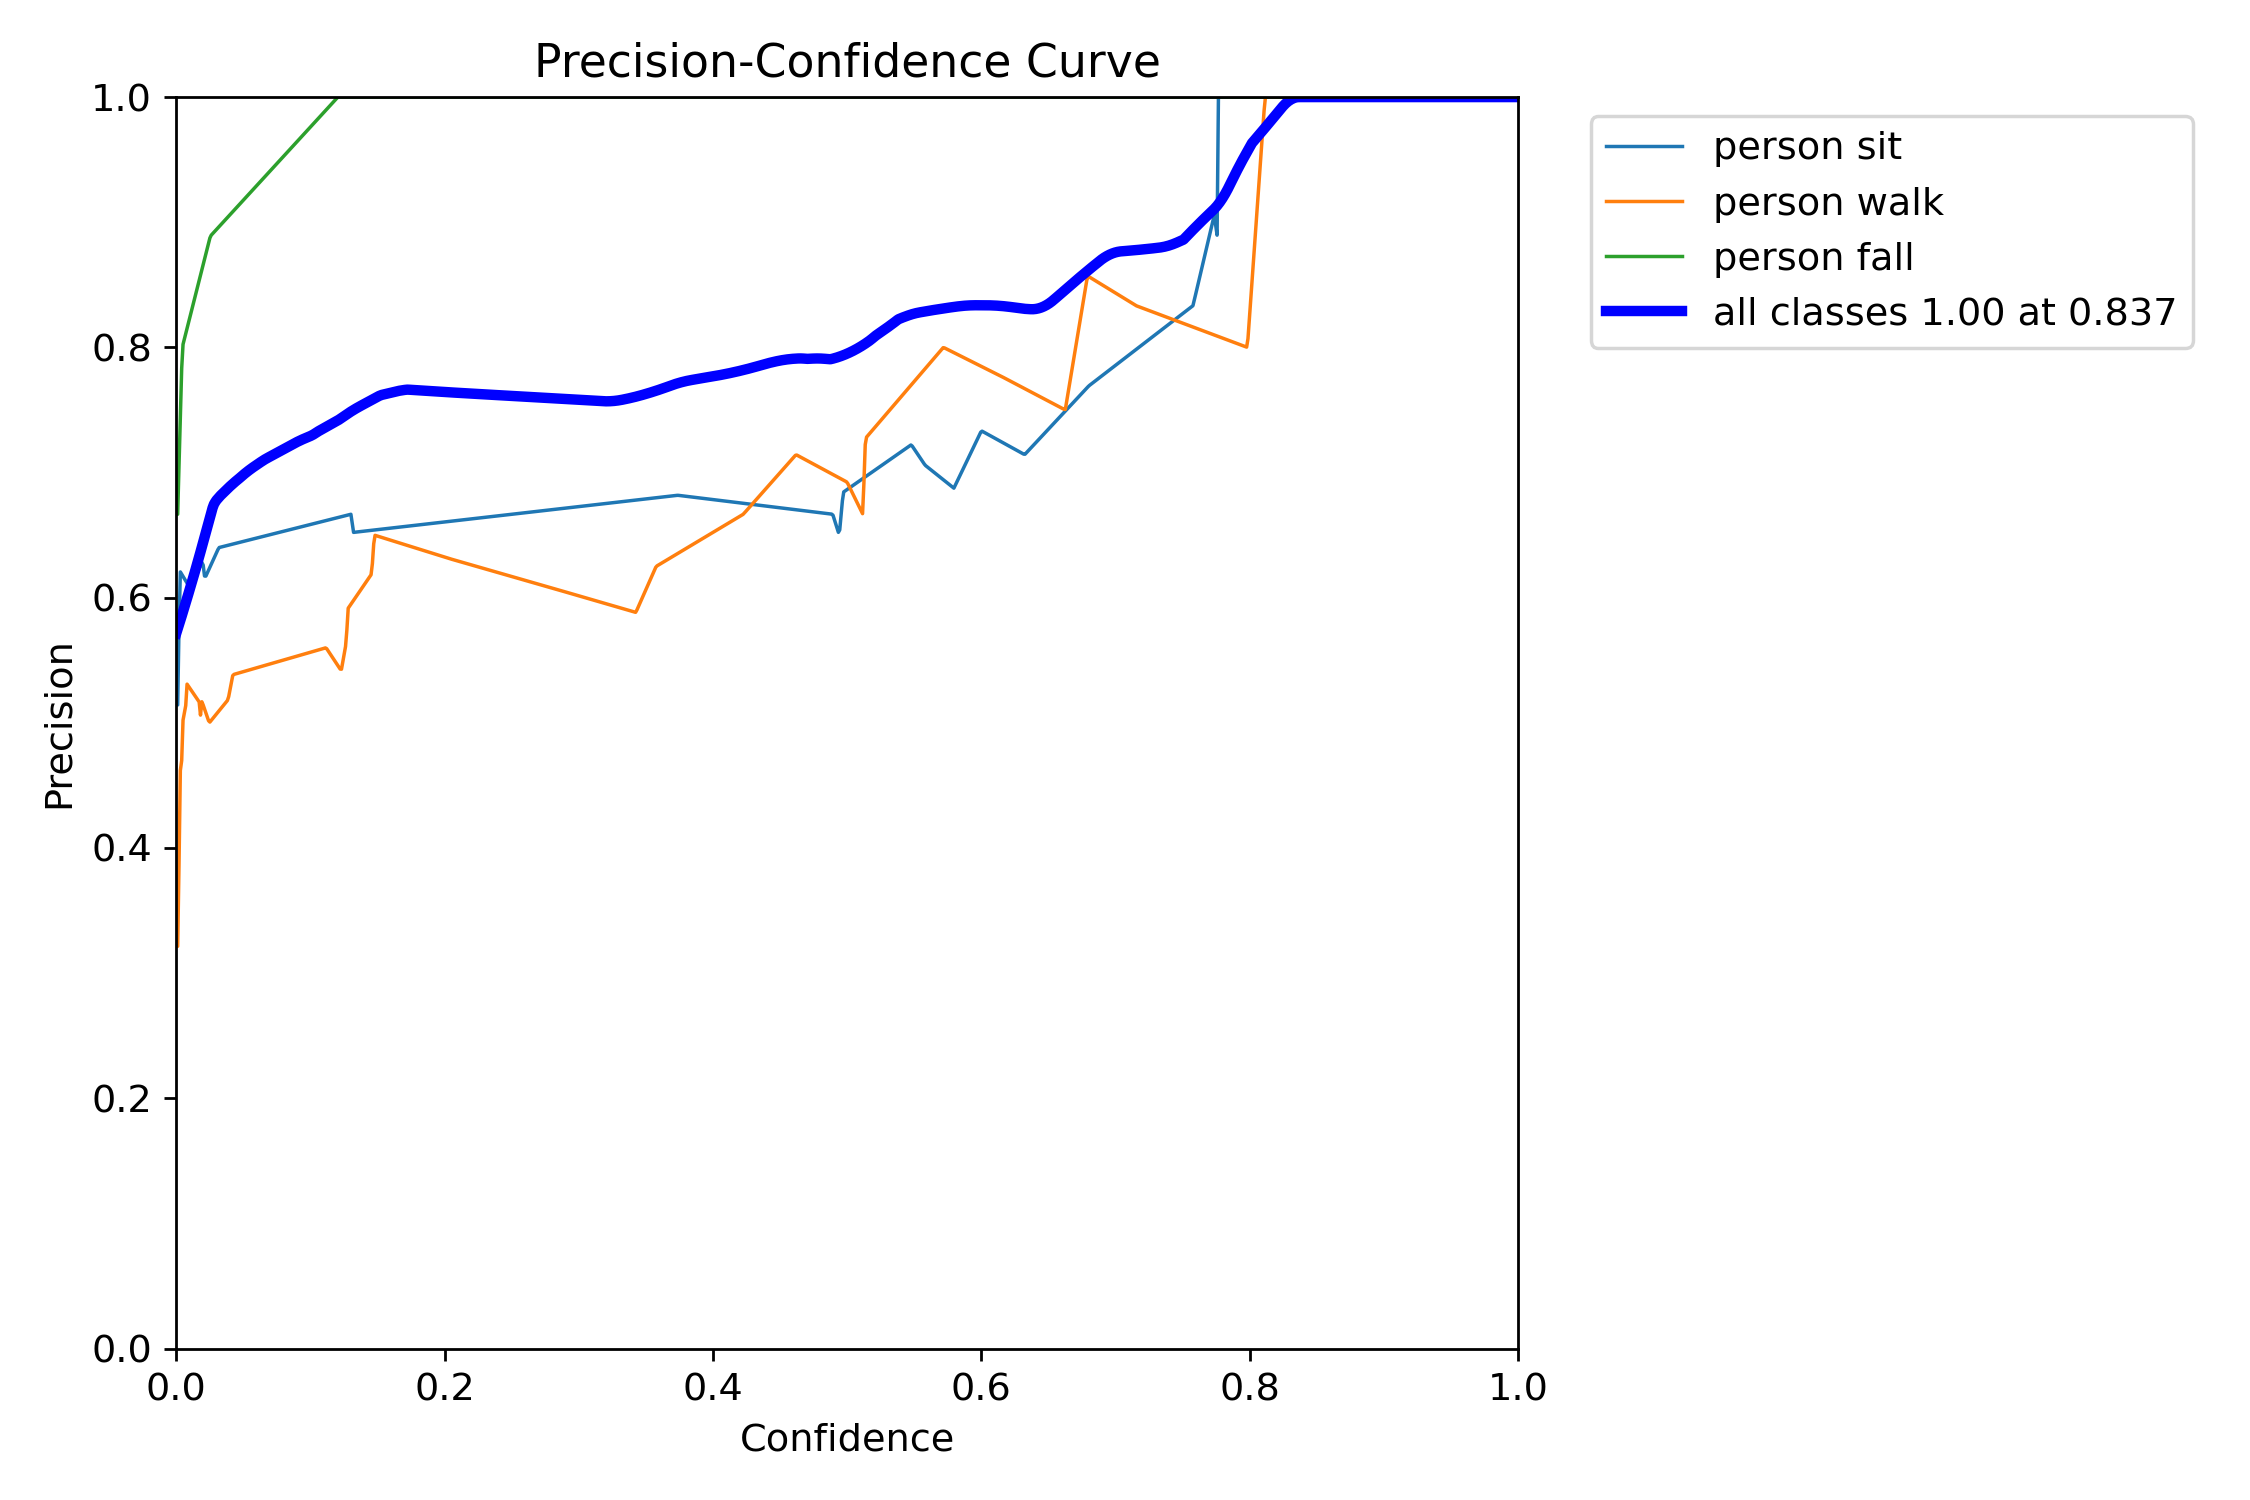 Precision-Confidence Curve
1.0
0.8
0.6
0.4
0.2
0.0
Precision
0.0 0.2 0.4 0.6 0.8 1.0
Confidence
person sit
person walk
person fall
all classes 1.00 at 0.837